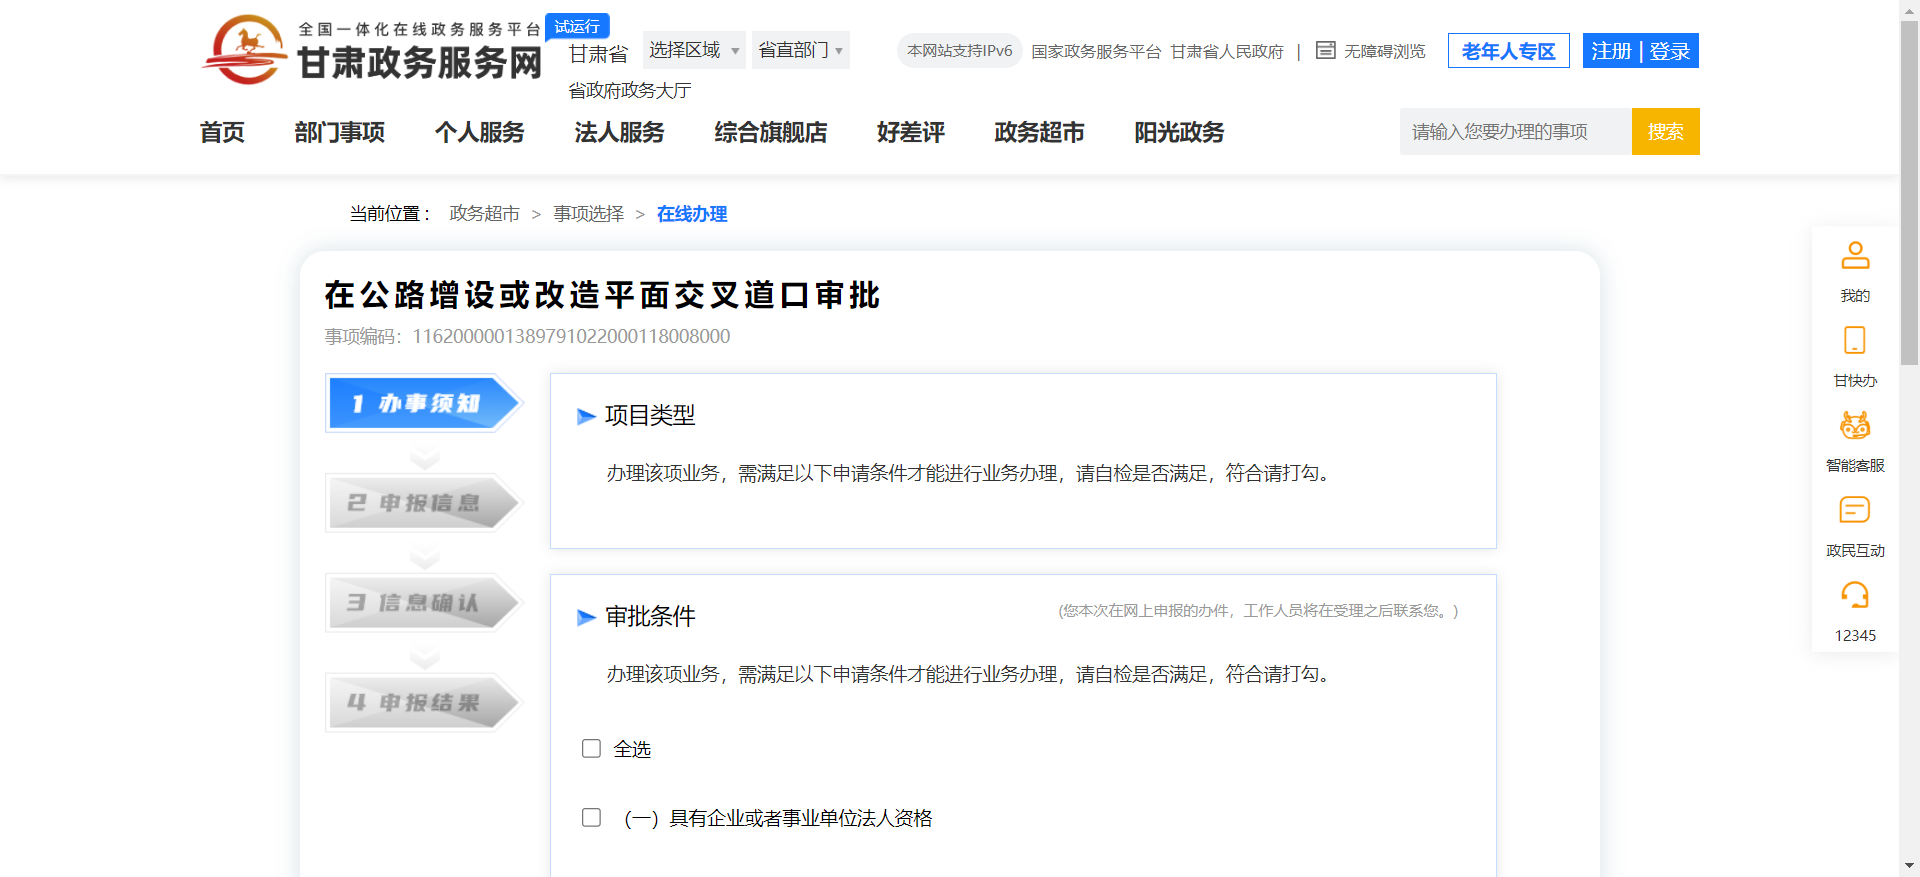 全国一体化在线政务服务平台
甘肃政务服务网
试运行
甘肃省 选择区域 省直部门
省政府政务大厅
本网站支持IPv6 国家政务服务平台 甘肃省人民政府 | 无障碍浏览 老年人专区 注册 | 登录
首页 部门事项 个人服务 法人服务 综合旗舰店 好差评 政务超市 阳光政务
请输入您要办理的事项 搜索
当前位置： 政务超市 > 事项选择 > 在线办理
在公路增设或改造平面交叉道口审批
事项编码：11620000013897910220001180080​00
1 办事须知
2 申报信息
3 信息确认
4 申报结果
项目类型
办理该项业务，需满足以下申请条件才能进行业务办理，请自检是否满足，符合请打勾。
审批条件
(您本次在网上申报的办件，工作人员将在受理之后联系您。)
办理该项业务，需满足以下申请条件才能进行业务办理，请自检是否满足，符合请打勾。
全选
（一）具有企业或者事业单位法人资格
我的
甘快办
智能客服
政民互动
12345